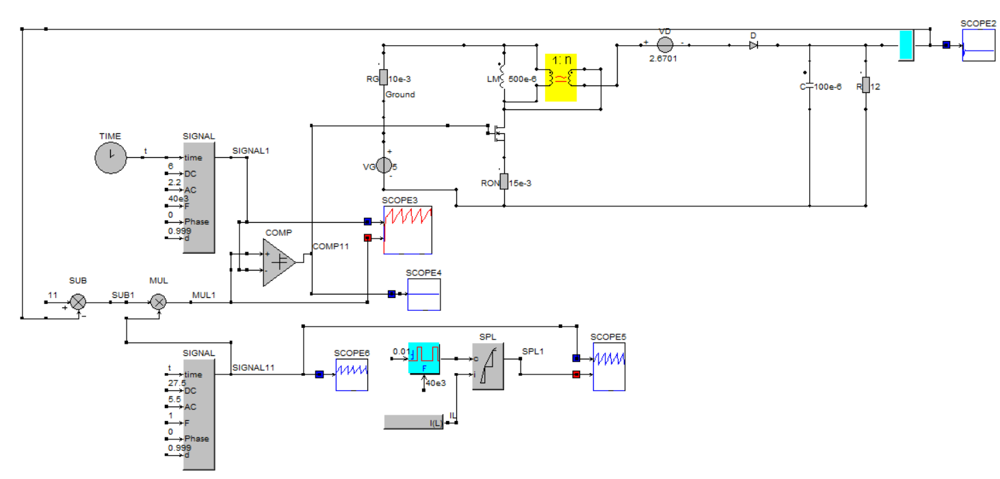 SCOPE2
VD
+
-
2.6701
D
1: n
RG
10e-3
LM
500e-6
Ground
C
100e-6
R
12
TIME
t
SIGNAL
SIGNAL1
time
6
DC
2.2
AC
40e3
F
0
Phase
0.999
d
+
VG
5
-
RON
15e-3
SCOPE3
COMP
+
-
COMP11
SCOPE4
SUB
MUL
11
+
-
SUB1
MUL1
SIGNAL
SIGNAL11
t
time
27.5
DC
5.5
AC
1
F
0
Phase
0.999
d
SCOPE6
0.01
F
40e3
SPL
c
i
SPL1
IL
I(L)
SCOPE5